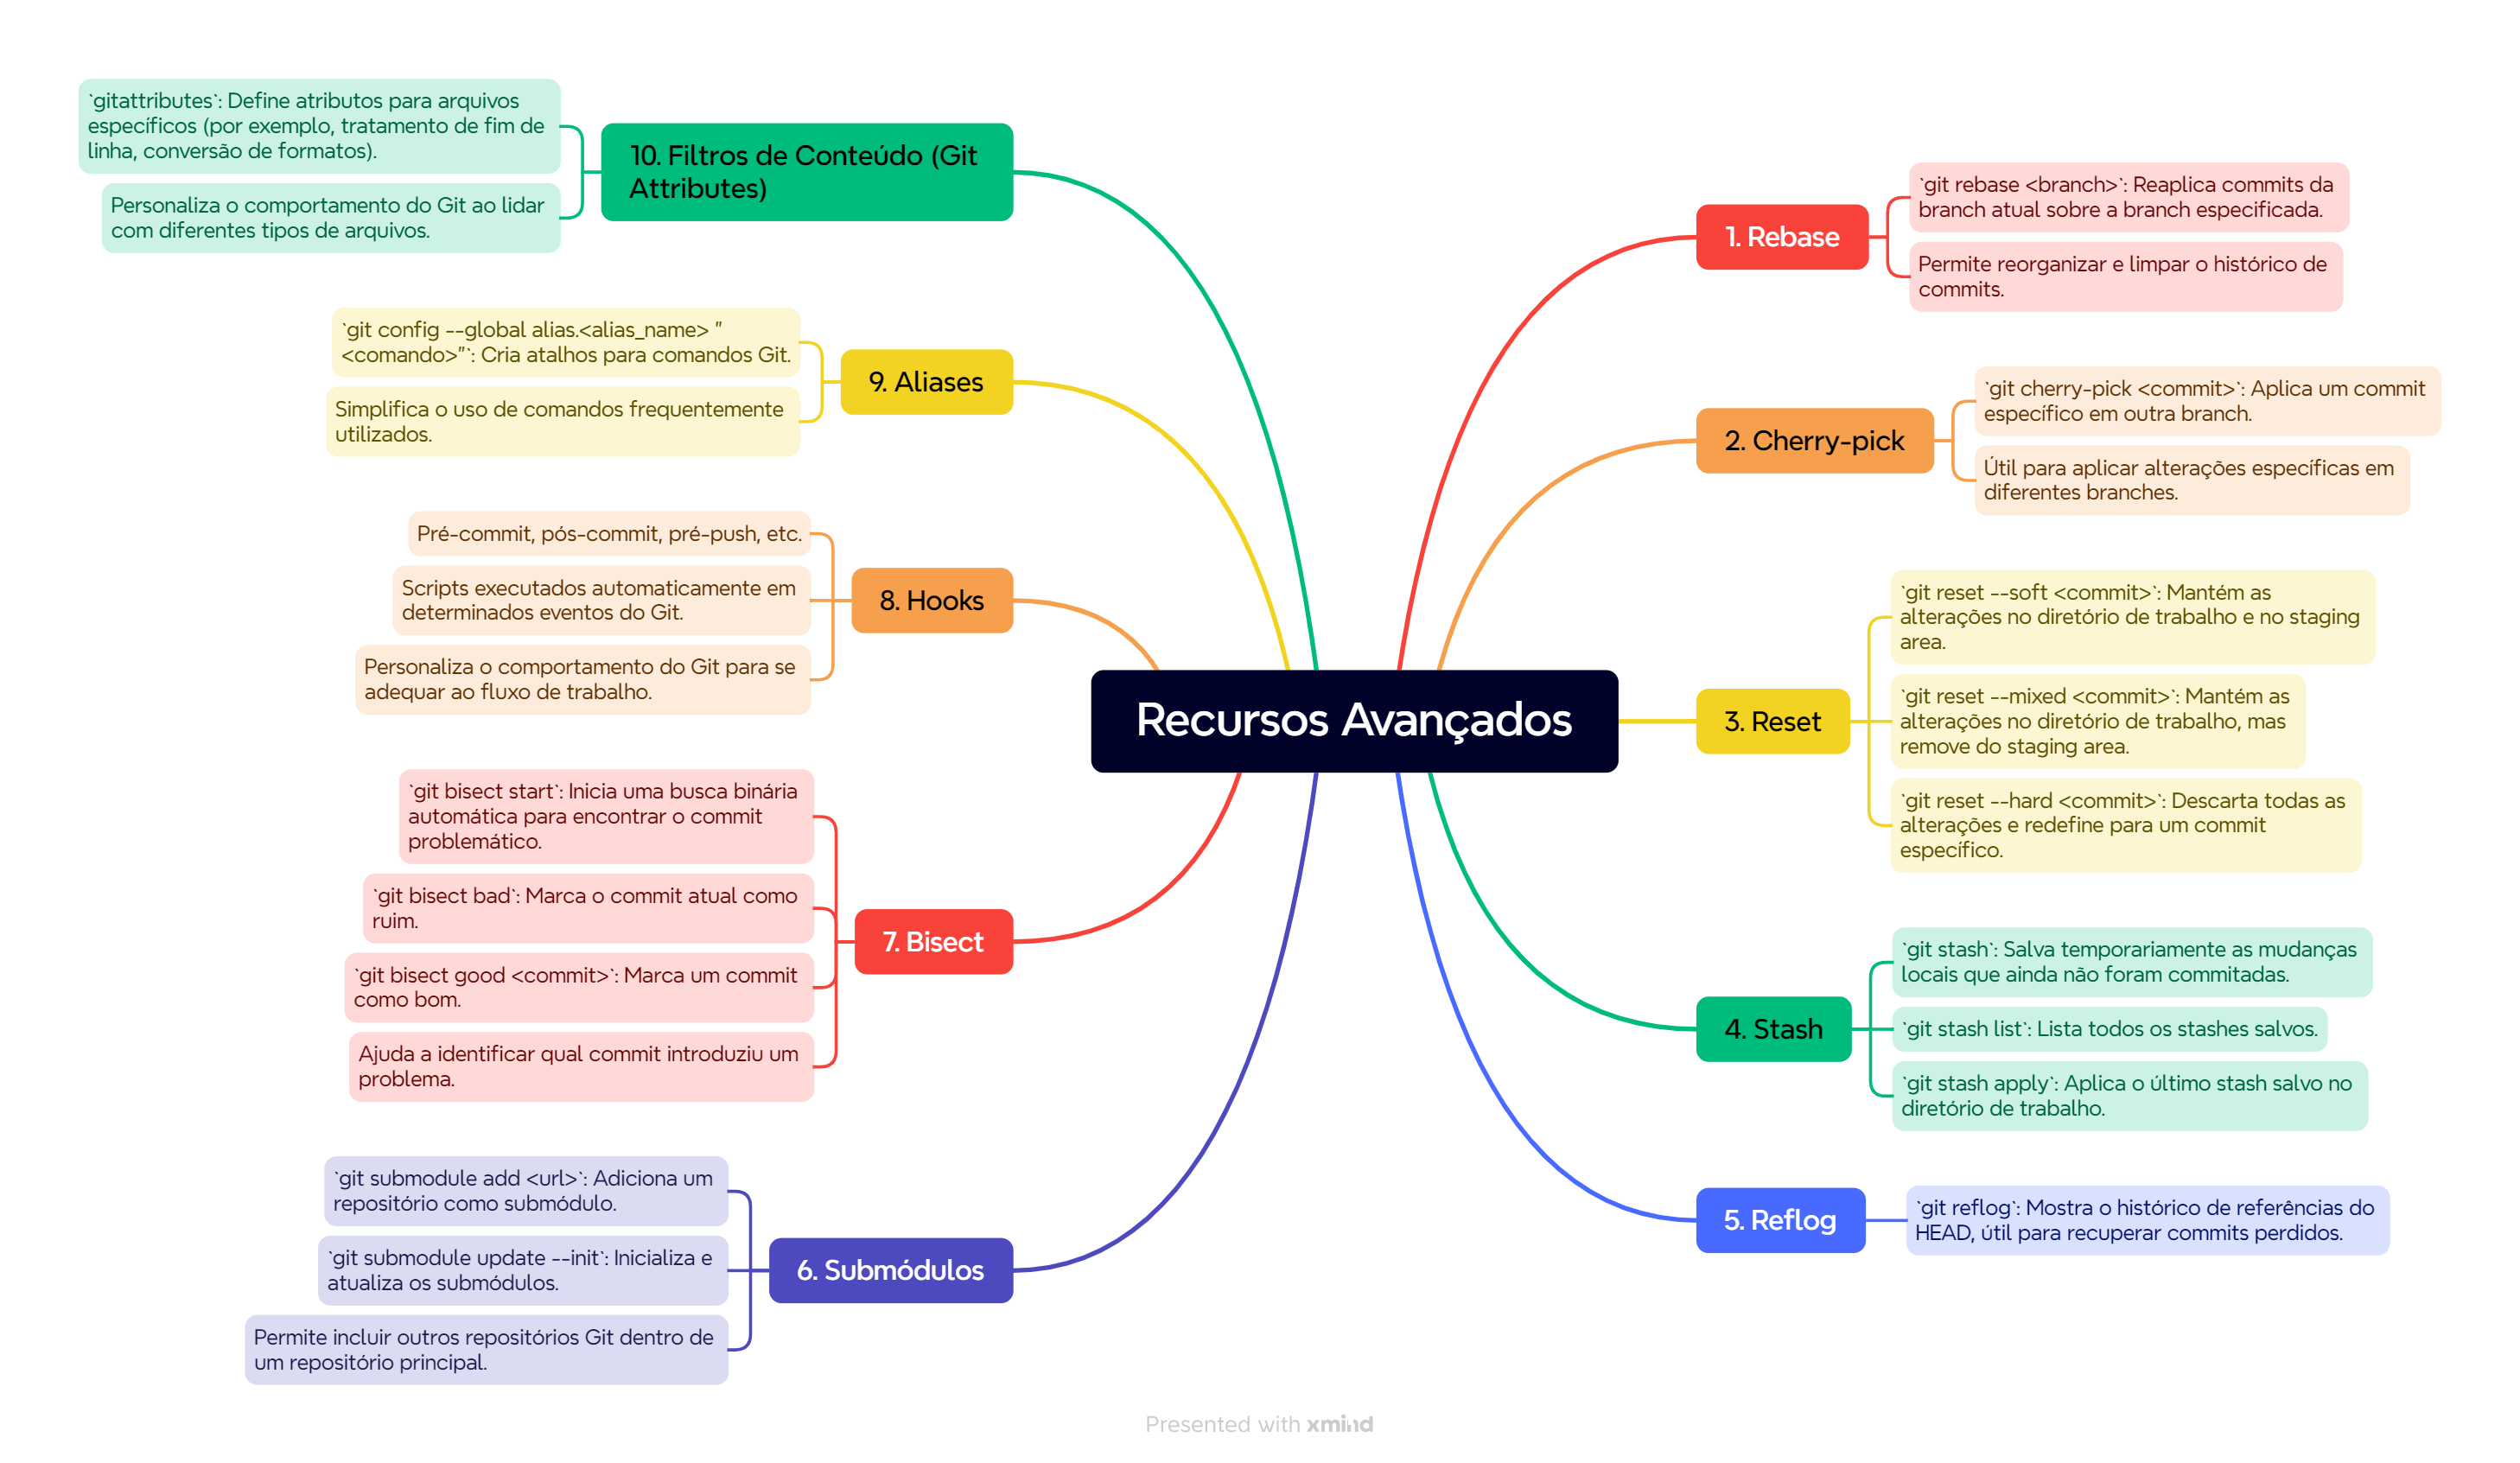 Recursos Avançados
1. Rebase
`git rebase <branch>`: Reaplica commits da
branch atual sobre a branch especificada.
Permite reorganizar e limpar o histórico de
commits.
2. Cherry-pick
`git cherry-pick <commit>`: Aplica um commit
específico em outra branch.
Útil para aplicar alterações específicas em
diferentes branches.
3. Reset
`git reset --soft <commit>`: Mantém as
alterações no diretório de trabalho e no staging
area.
`git reset --mixed <commit>`: Mantém as
alterações no diretório de trabalho, mas
remove do staging area.
`git reset --hard <commit>`: Descarta todas as
alterações e redefine para um commit
específico.
4. Stash
`git stash`: Salva temporariamente as mudanças
locais que ainda não foram commitadas.
`git stash list`: Lista todos os stashes salvos.
`git stash apply`: Aplica o último stash salvo no
diretório de trabalho.
5. Reflog
`git reflog`: Mostra o histórico de referências do
HEAD, útil para recuperar commits perdidos.
6. Submódulos
`git submodule add <url>`: Adiciona um
repositório como submódulo.
`git submodule update --init`: Inicializa e
atualiza os submódulos.
Permite incluir outros repositórios Git dentro de
um repositório principal.
7. Bisect
`git bisect start`: Inicia uma busca binária
automática para encontrar o commit
problemático.
`git bisect bad`: Marca o commit atual como
ruim.
`git bisect good <commit>`: Marca um commit
como bom.
Ajuda a identificar qual commit introduziu um
problema.
8. Hooks
Pré-commit, pós-commit, pré-push, etc.
Scripts executados automaticamente em
determinados eventos do Git.
Personaliza o comportamento do Git para se
adequar ao fluxo de trabalho.
9. Aliases
`git config --global alias.<alias_name> "
<comando>"`: Cria atalhos para comandos Git.
Simplifica o uso de comandos frequentemente
utilizados.
10. Filtros de Conteúdo (Git
Attributes)
`gitattributes`: Define atributos para arquivos
específicos (por exemplo, tratamento de fim de
linha, conversão de formatos).
Personaliza o comportamento do Git ao lidar
com diferentes tipos de arquivos.
Presented with xmind